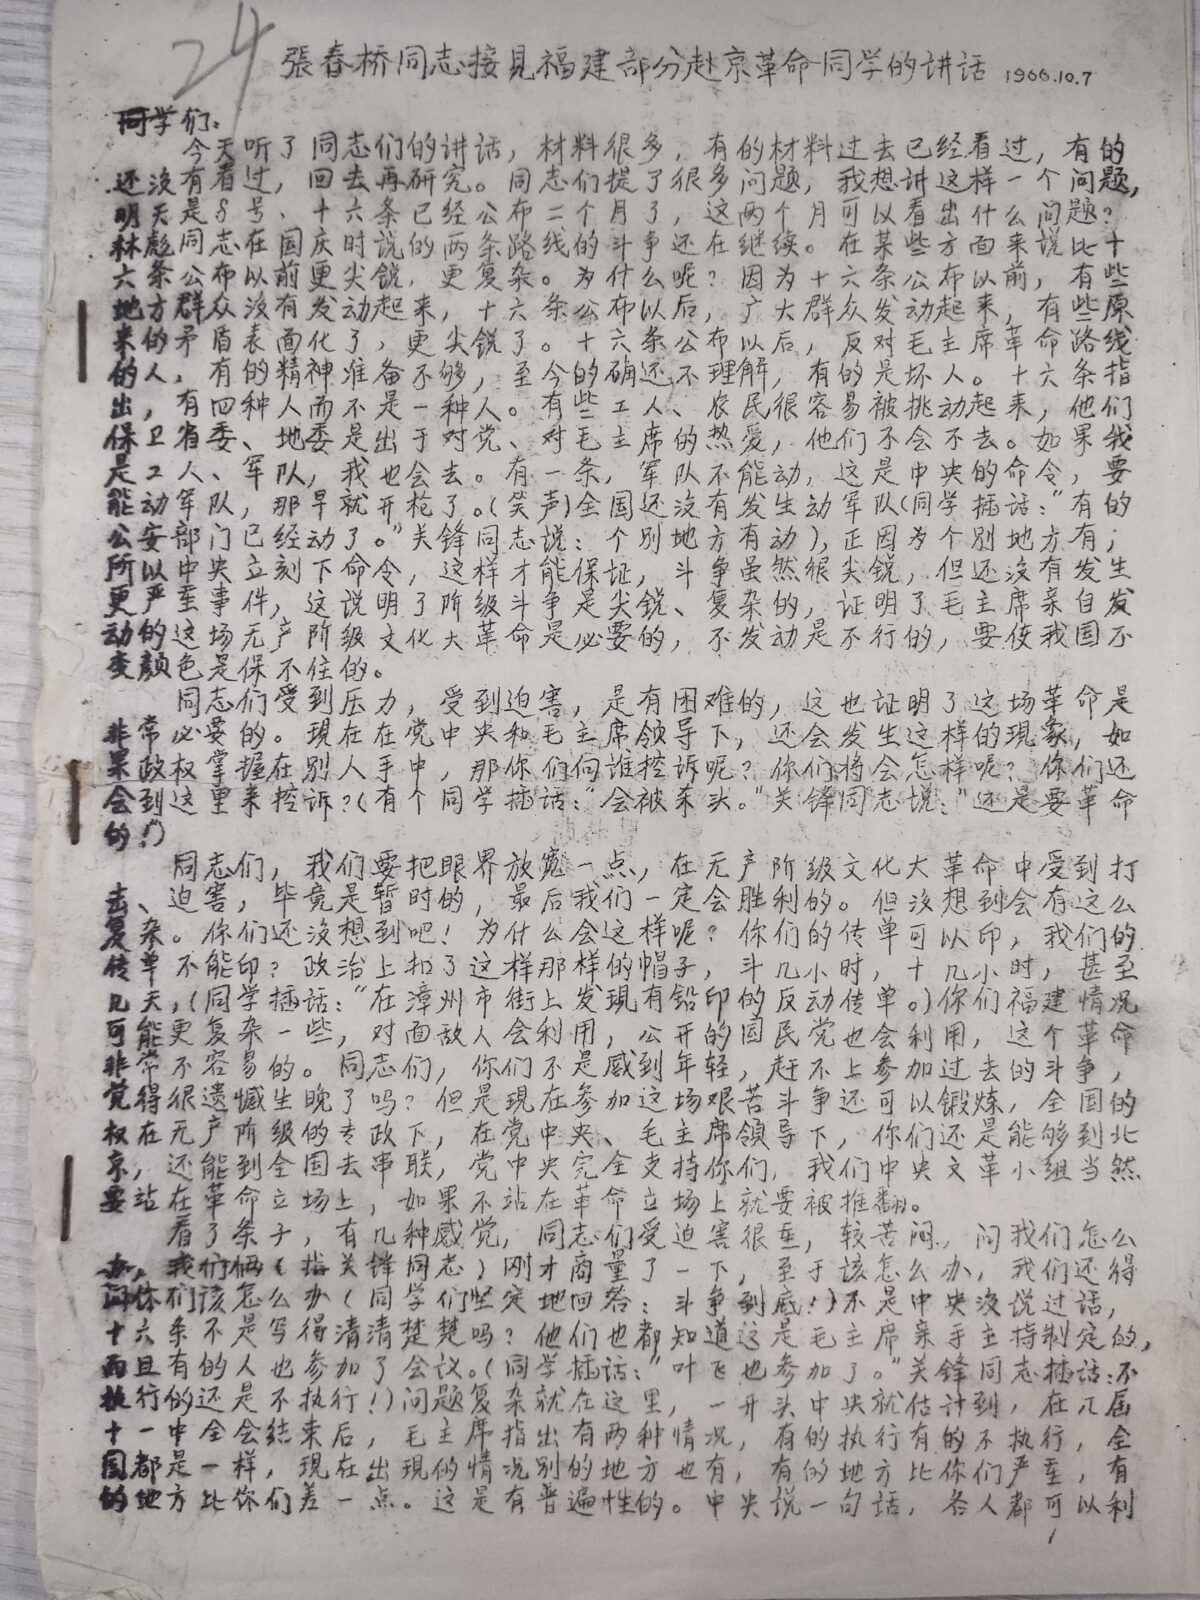 24
張春桥同志接見福建部分赴京革命同学的讲话 1966.10.7
同学们:
今天听了同志们的讲话，材料很多，有的材料过去已经看过，有的
还没有看过，回去再研究。同志们提了很多问题，我想讲这样一个问题，
明天是8号、十六条已经公布二个月了，这两个月可以看出什么问题?
林彪同志在国庆时说的两条路线的斗争还在继续。在某些方面来说比十
六条公布以前更尖锐，更复杂。为什么呢?因为十六条公布以前，有些
地方群众没有发动起来，十六条公布以后，广大群众发动起来，有些原
来的矛盾表面化了，更尖锐了。十六条公布以后，反对毛主席革命路线
的人，有的精神准备不够，至今的确还不理解，有的是坏人。十六条指
出，有四种人而不是一种人。有些工人、农民很容易被挑动起来，他们
保卫省委、地委是出于对党、对毛主席的热爱，他们不会不去。如果我
是工人、军队，我也会去。有一条，军队不能动，这是中央的命令，要
能动军队，那早就开枪了。(笑声)全国还没有发生动军队(同学插话:"有的
公安部门已经动了。"关锋同志说:个别地方有动),正因为个别地方有;
所以中央立刻下命令，这样才能保证，斗争虽然很尖锐，但还没有发生
更严至事件，这说明了阶级斗争是尖锐、复杂的，证明了毛主席亲自发
动的这场无产阶级文化大革命是必要的，不发动是不行的，要使我国不
变颜色是保不住的。
同志们受到压力，受到迫害，是有困难的，这也证明了这场革命是
非常必要的。現在在党中央和毛主席领导下，还会发生这样的現象，如
果政权掌握在别人手中，那你们向谁控诉呢?你们将会怎样呢?你们还
会到这里来控诉?(有个同学插话:"会被杀头。"关锋同志说:"还是要革命
的!")
同志们，我们要把眼界放宽一点，在无产阶级文化大革命中受到打
击、迫害，毕竟是暂时的，最后我们一定会胜利的。但没想到会有这么
复杂。你们还没想到吧!为什么会这样呢?你们的传单可以印，我们的
传单不能印?政治上扣了这样那样的帽子，斗几小时，十几小时，甚至
几天，(同学插话:"在漳州市街上发現有铅印的反动传单。)你们福建情况
可能更复杂一些，对面敌人会利用，公开的国民党也会利用，这个革命
非常不容易的。同志们，你们不是感到年轻，赶不上参加过去的斗争，
觉得很遗憾生晚了吗?但是現在参加这场艰苦斗争还可以锻炼，全国的
权在无产阶级的专政下，在党中央、毛主席領导下，你们还是能够到北
京，还能到全国去串联，党中央完全支持你们，我们中央文革小组当然
要站在革命立场上，如果不站在革命立场上就要被推翻。
看了条子，有几种感觉，同志们受迫害很至，较苦闷，问我们怎么
办，我们俩(指关锋同志)刚才商量了一下，至于该怎么办，我们还得
问你们该怎么办(同学们坚定地回答:斗争到底!)不是中央没说过话，
十六条不是写得清清楚楚吗?他们也都知道这是毛主席亲手主持制定的，
而且有的人也参加了会议。(同学插话:"叶飞也参加了。"关锋同志插话:不
执行的还是不执行!)问题复杂就在这里，一开头中央就估计到，在八届
十一中全会结束后，毛主席指出有两种情况，有的执行有的不执行，全
国都是一样，現在出現的情况别的地方也有，有的地方比你们严至，有
的地方比你们差一点。这是有普遍性的。中央说一句话，各人都可以利
1